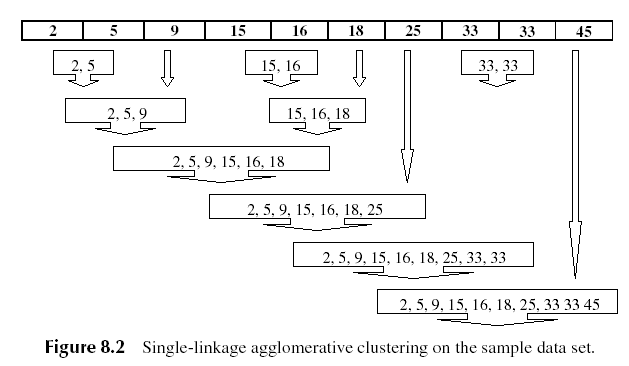 2 5 9 15 16 18 25 33 33 45
2, 5 15, 16 33, 33
2, 5, 9 15, 16, 18
2, 5, 9, 15, 16, 18
2, 5, 9, 15, 16, 18, 25
2, 5, 9, 15, 16, 18, 25, 33, 33
2, 5, 9, 15, 16, 18, 25, 33 33 45
Figure 8.2 Single-linkage agglomerative clustering on the sample data set.